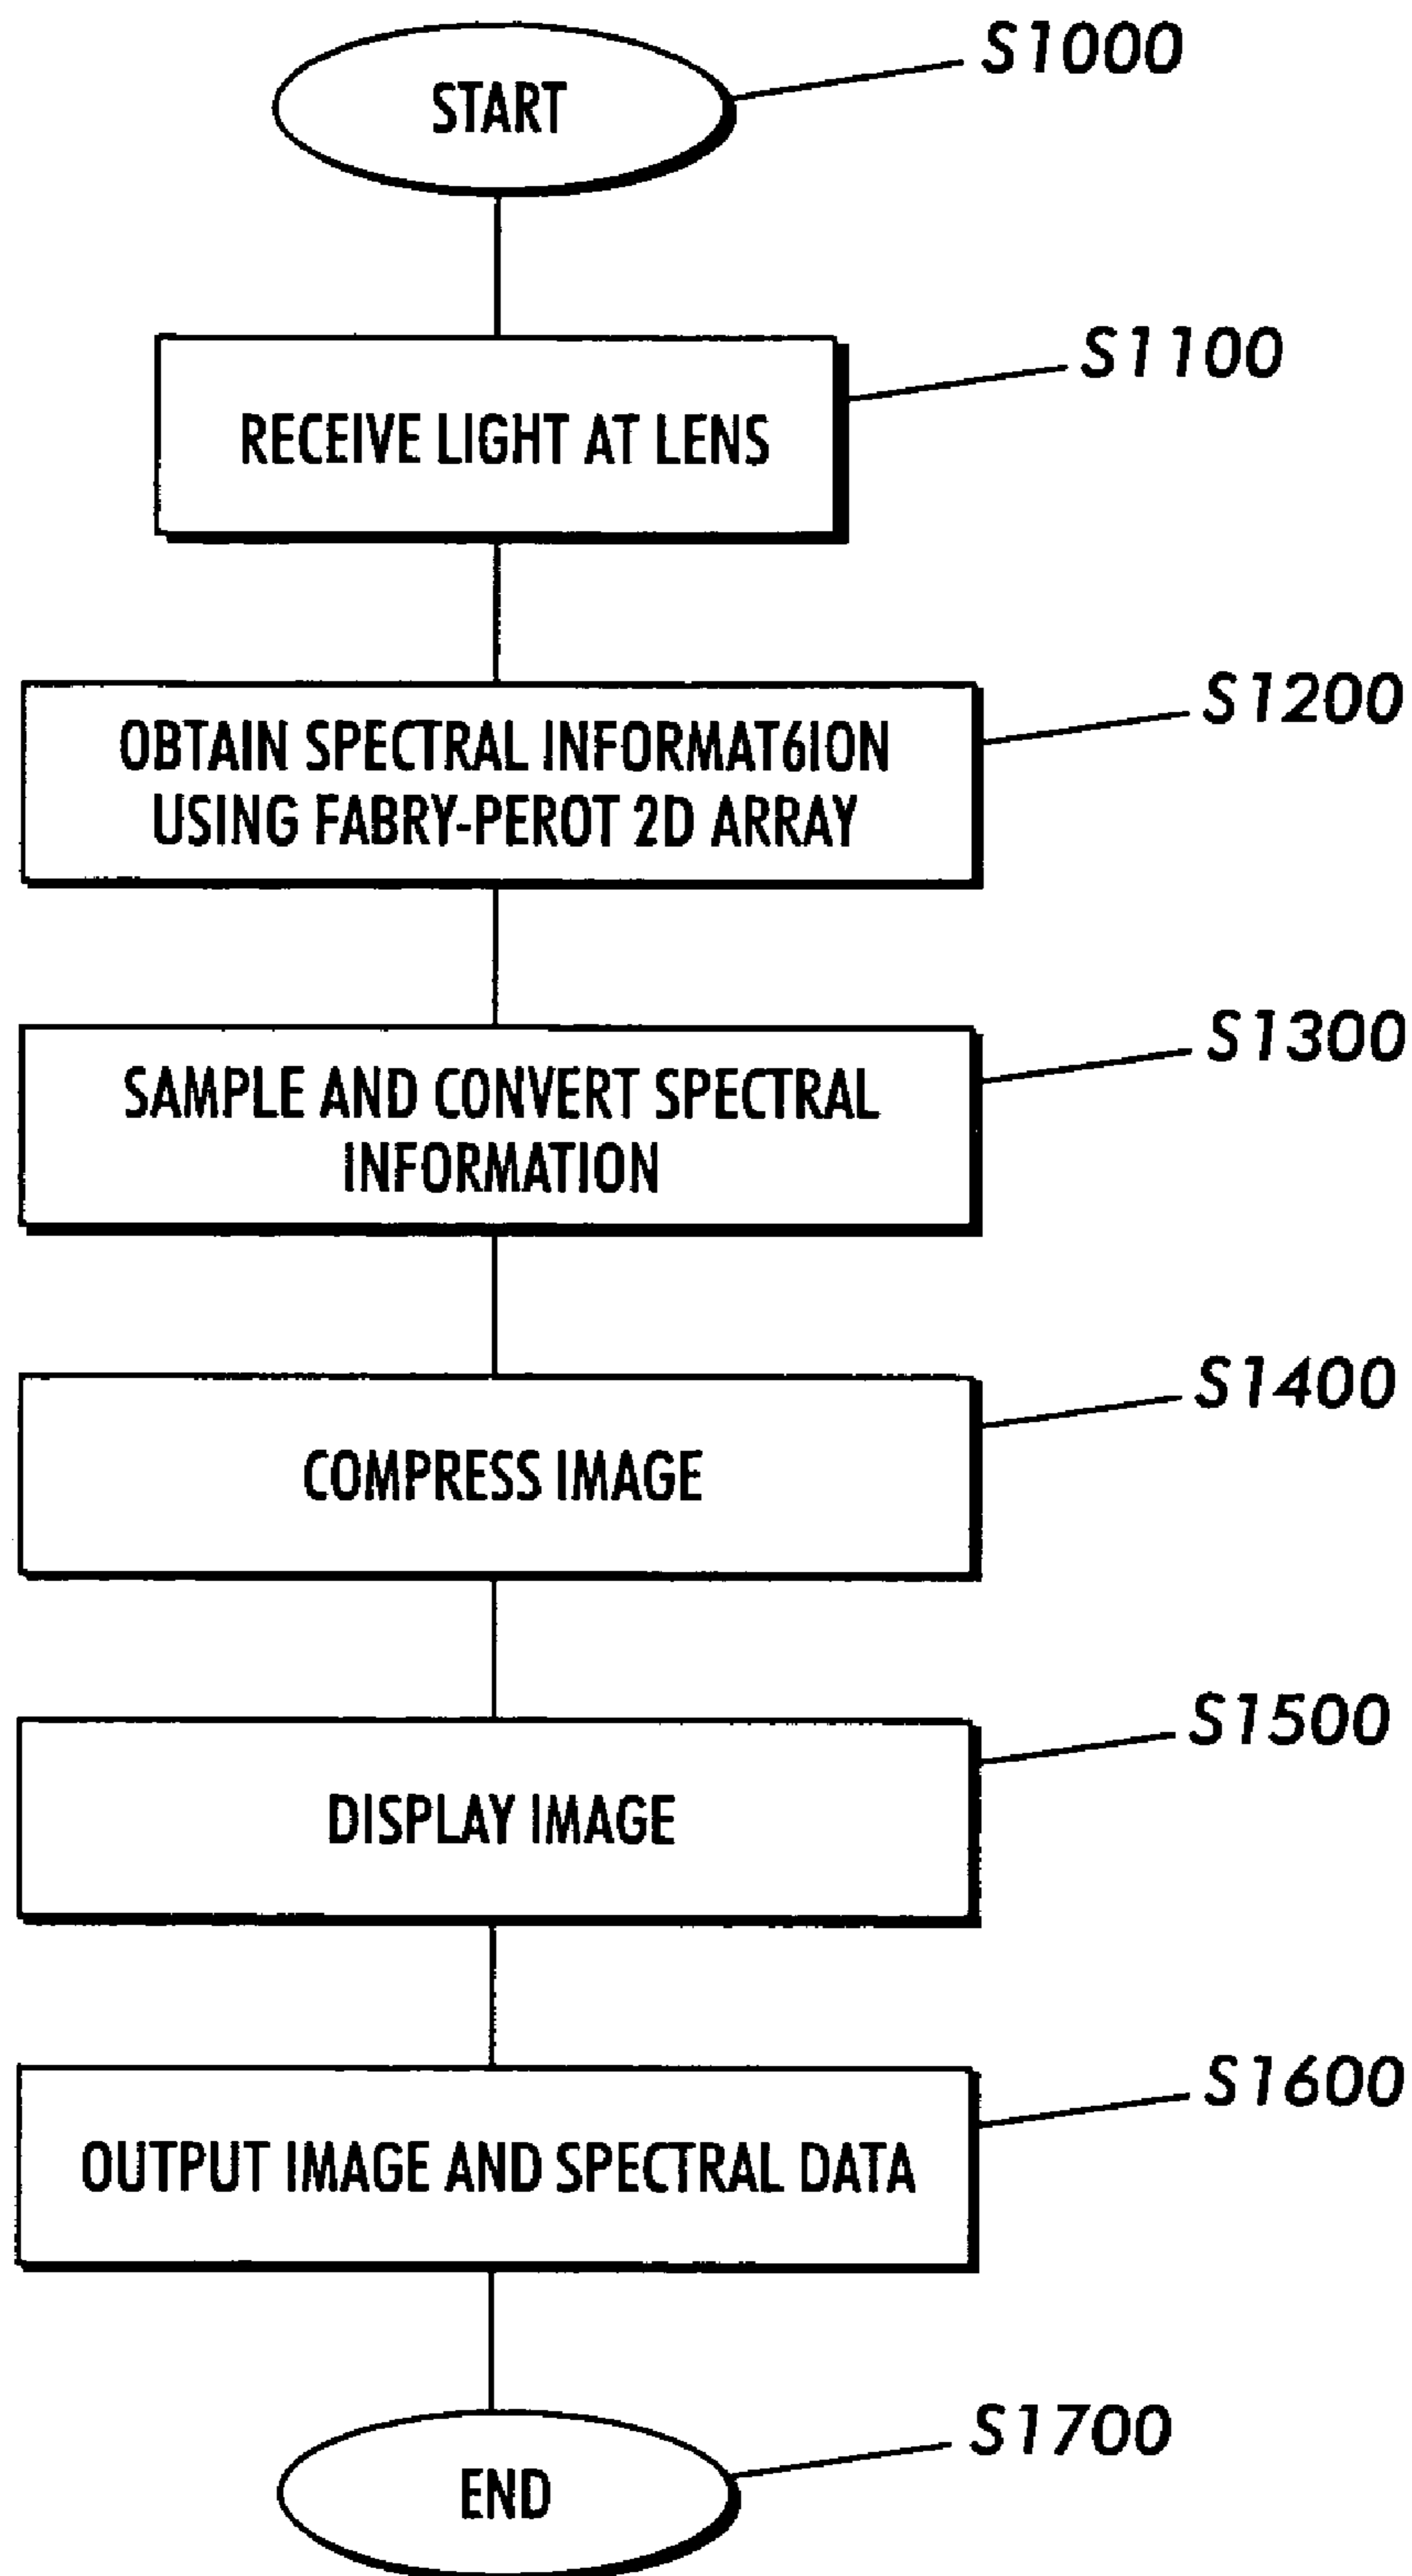 START
S1000
RECEIVE LIGHT AT LENS
S1100
OBTAIN SPECTRAL INFORMAT6ION
USING FABRY-PEROT 2D ARRAY
S1200
SAMPLE AND CONVERT SPECTRAL
INFORMATION
S1300
COMPRESS IMAGE
S1400
DISPLAY IMAGE
S1500
OUTPUT IMAGE AND SPECTRAL DATA
S1600
END
S1700